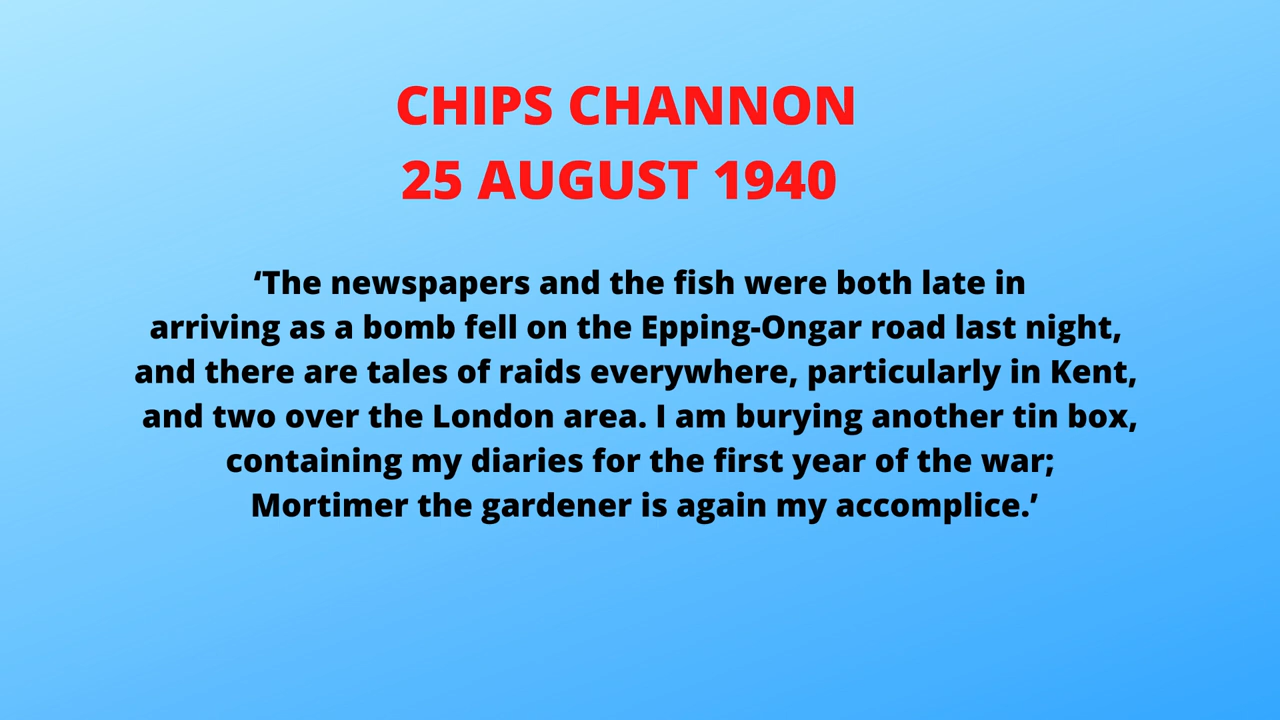 CHIPS CHANNON
25 AUGUST 1940
‘The newspapers and the fish were both late in
arriving as a bomb fell on the Epping-Ongar road last night,
and there are tales of raids everywhere, particularly in Kent,
and two over the London area. I am burying another tin box,
containing my diaries for the first year of the war;
Mortimer the gardener is again my accomplice.’